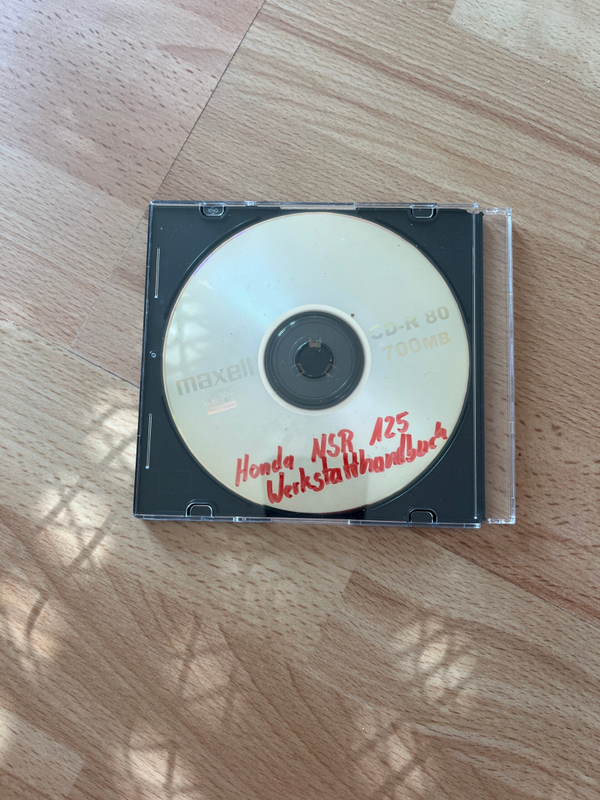 CD-R 80
700MB
maxell
Honda NSR 125
Werkstatthandbuch